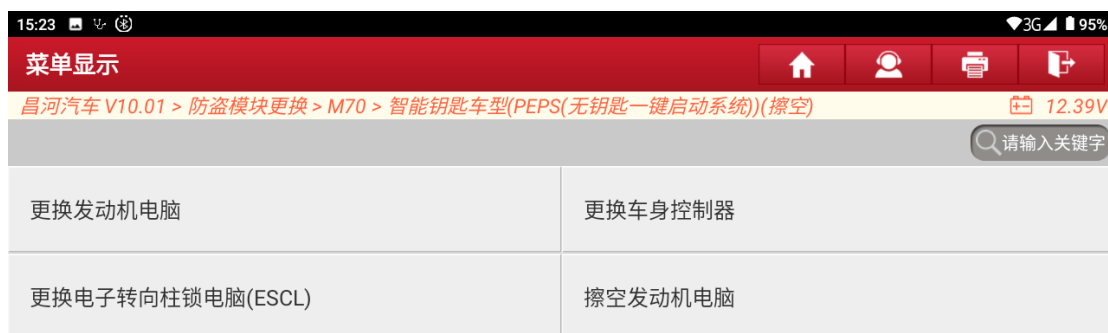 15:23 3G 95%
菜单显示
昌河汽车 V10.01 > 防盗模块更换 > M70 > 智能钥匙车型(PEPS(无钥匙一键启动系统))(擦空) 12.39V
请输入关键字
更换发动机电脑 更换车身控制器
更换电子转向柱锁电脑(ESCL) 擦空发动机电脑